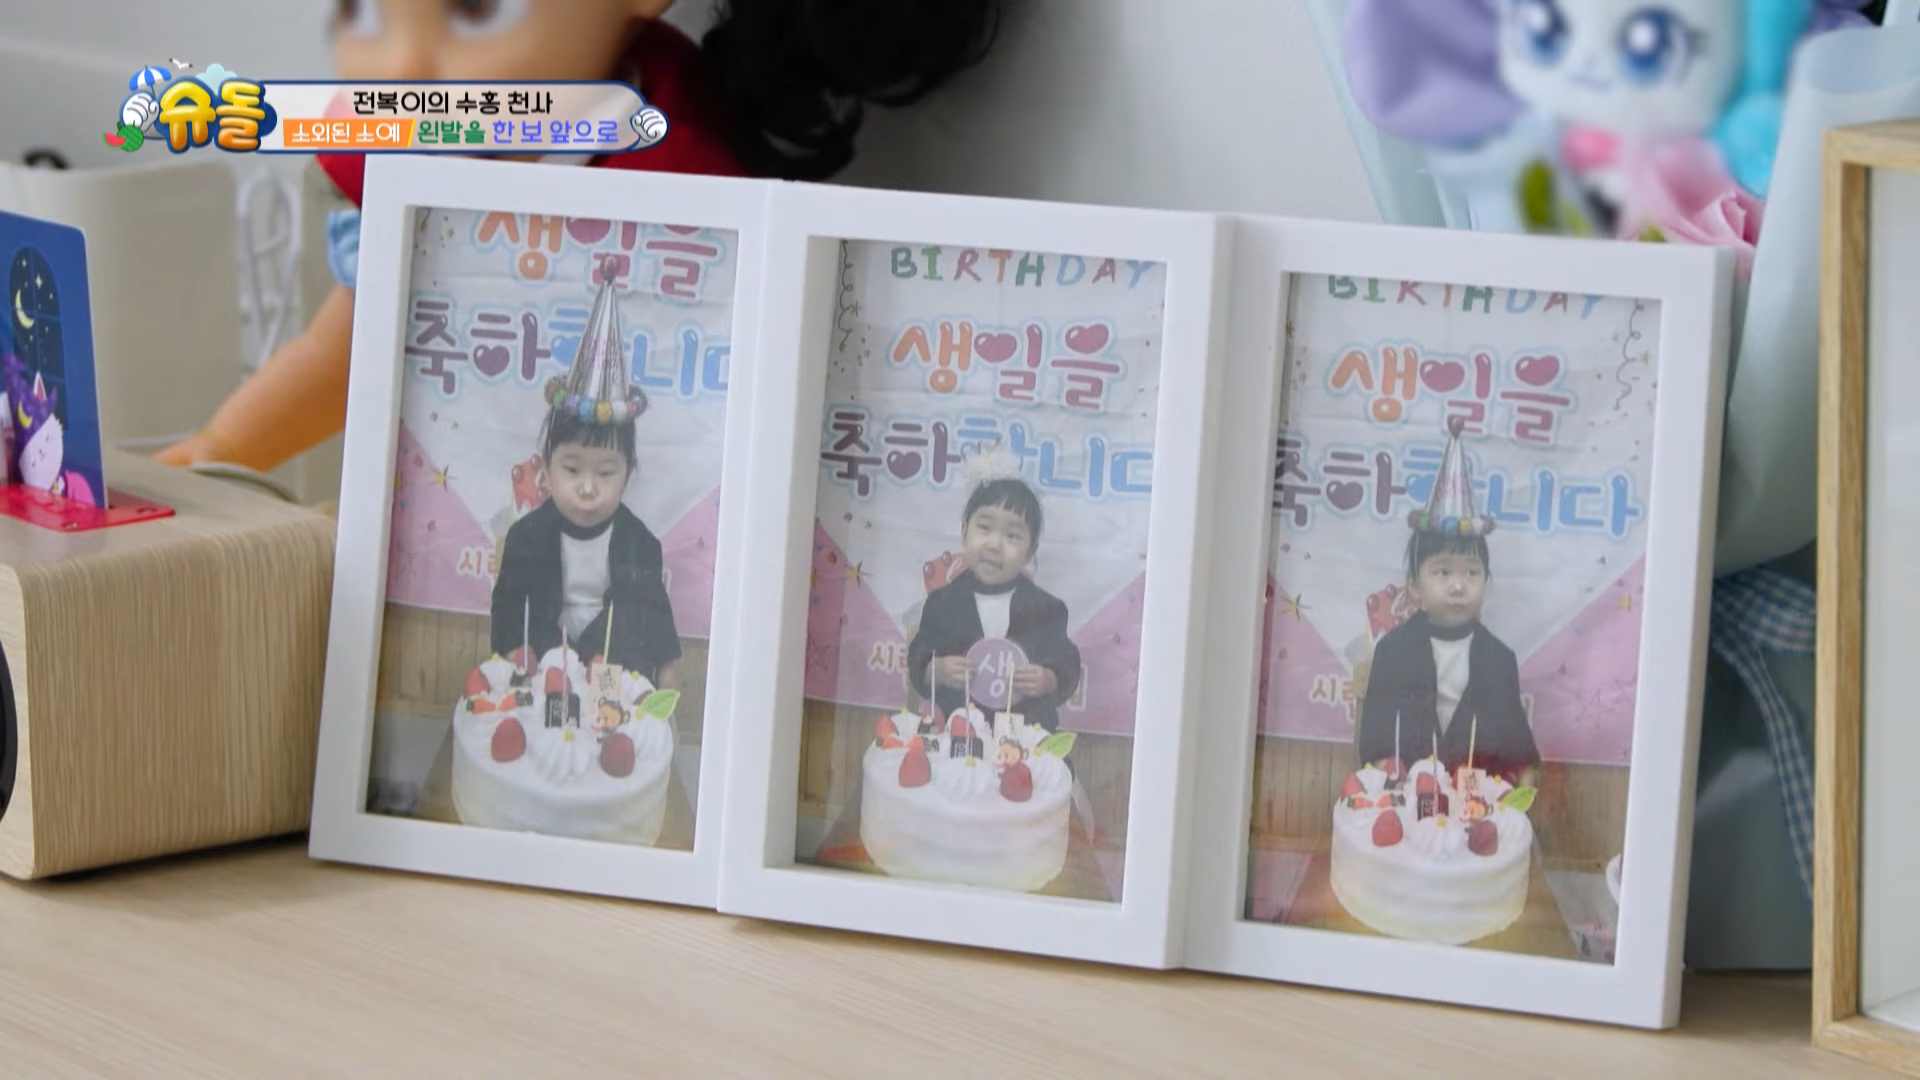 슈돌
전복이의 수홍 천사
소외된 소예 왼발을 한 보 앞으로
생일을
축하합니다
BIRTHDAY
생일을
축하합니다
생
BIRTHDAY
생일을
축하합니다